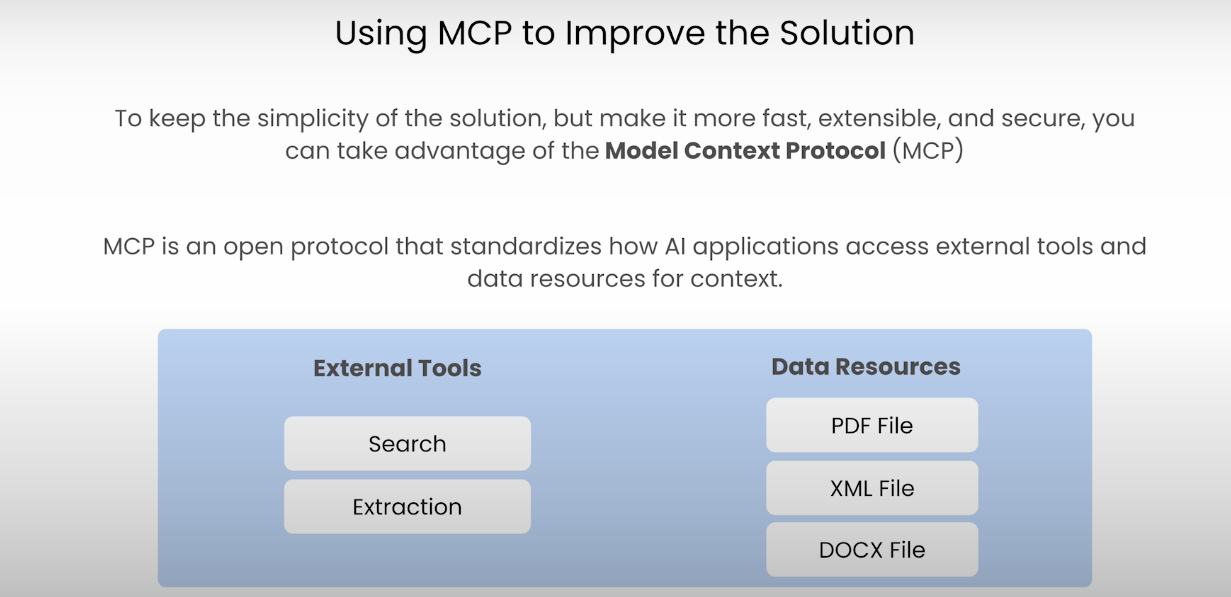 Using MCP to Improve the Solution
To keep the simplicity of the solution, but make it more fast, extensible, and secure, you
can take advantage of the Model Context Protocol (MCP)
MCP is an open protocol that standardizes how AI applications access external tools and
data resources for context.
External Tools
Search
Extraction
Data Resources
PDF File
XML File
DOCX File